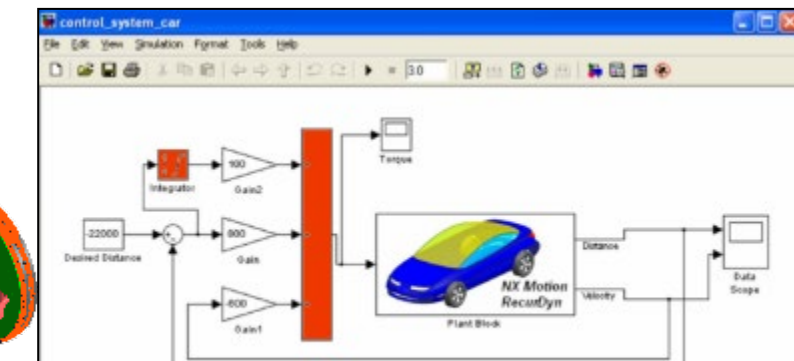 control_system_car
File Edit View Simulation Format Tools Help
3.0
Torque
100
Integrator
Gain2
-22000
Desired Distance
800
Gain
-600
Gain1
NX Motion
RecurDyn
Plant Block
Distance
Velocity
Data
Scope